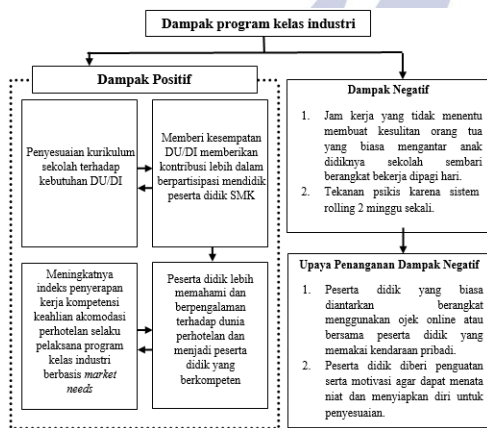 Dampak program kelas industri
Dampak Positif
Penyesuaian kurikulum
sekolah terhadap
kebutuhan DU/DI
Memberi kesempatan
DU/DI memberikan
kontribusi lebih dalam
berpartisipasi mendidik
peserta didik SMK
Meningkatnya
indeks penyerapan
kerja kompetensi
keahlian akomodasi
perhotelan selaku
pelaksana program
kelas industri
berbasis market
needs
Peserta didik lebih
memahami dan
berpengalaman
terhadap dunia
perhotelan dan
menjadi peserta
didik yang
berkompeten
Dampak Negatif
1. Jam kerja yang tidak menentu
membuat kesulitan orang tua
yang biasa mengantar anak
didiknya sekolah sembari
berangkat bekerja dipagi hari.
2. Tekanan psikis karena sistem
rolling 2 minggu sekali.
Upaya Penanganan Dampak Negatif
1. Peserta didik yang biasa
diantarkan berangkat
menggunakan ojek online atau
bersama peserta didik yang
memakai kendaraan pribadi.
2. Peserta didik diberi penguatan
serta motivasi agar dapat menata
niat dan menyiapkan diri untuk
penyesuaian.